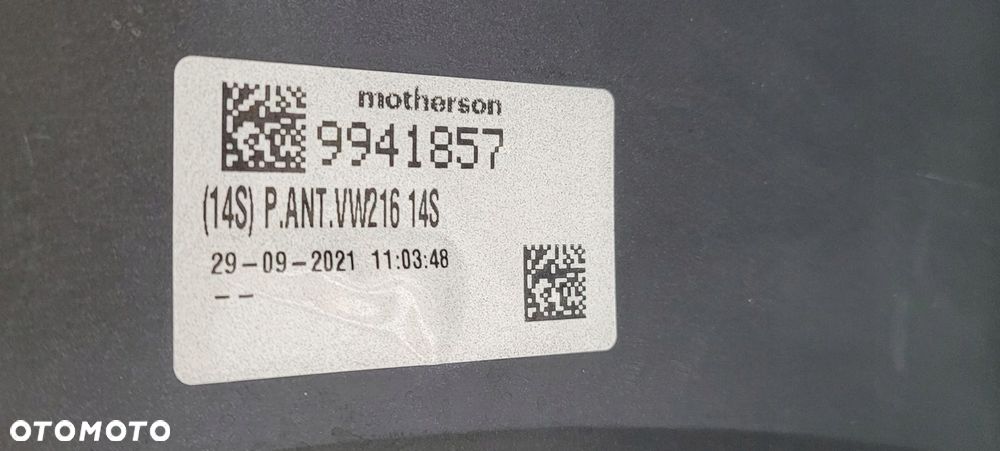 motherson
9941857
(14S) P.ANT.VW216 14S
29-09-2021 11:03:48
--
OTOMOTO